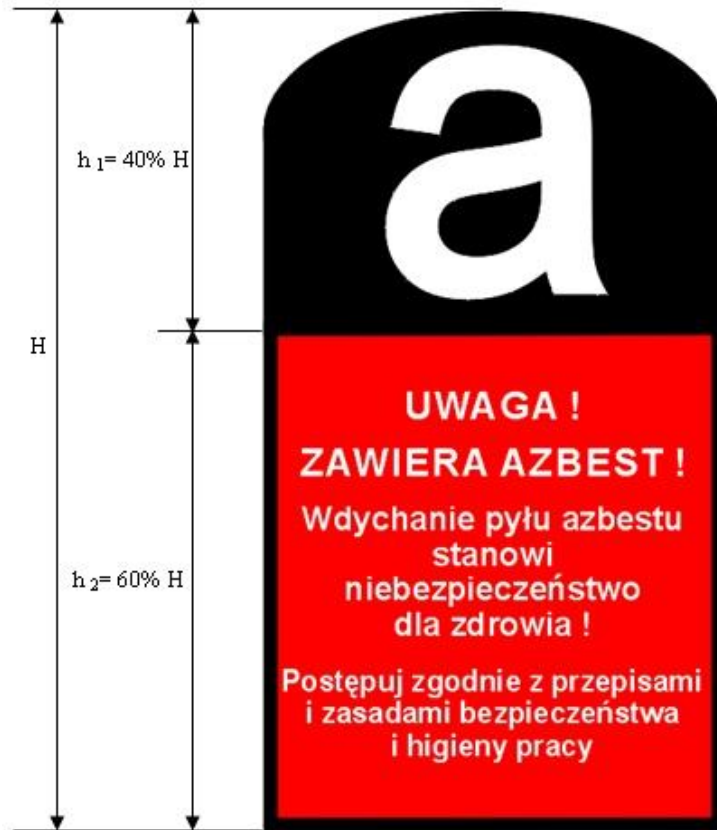 h 1= 40% H
a
H
h 2= 60% H
UWAGA !
ZAWIERA AZBEST !
Wdychanie pyłu azbestu
stanowi
niebezpieczeństwo
dla zdrowia !
Postępuj zgodnie z przepisami
i zasadami bezpieczeństwa
i higieny pracy